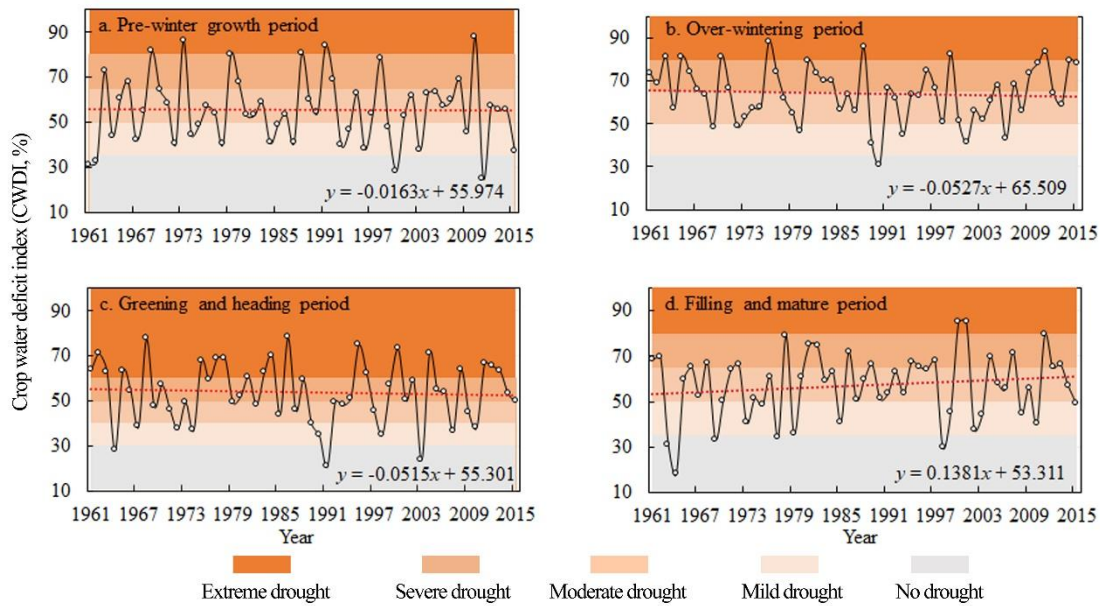 Crop water deficit index (CWDI, %)
a. Pre-winter growth period
90
70
50
30
10
y = -0.0163x + 55.974
1961 1967 1973 1979 1985 1991 1997 2003 2009 2015
b. Over-wintering period
90
70
50
30
10
y = -0.0527x + 65.509
1961 1967 1973 1979 1985 1991 1997 2003 2009 2015
c. Greening and heading period
90
70
50
30
10
y = -0.0515x + 55.301
1961 1967 1973 1979 1985 1991 1997 2003 2009 2015
Year
d. Filling and mature period
90
70
50
30
10
y = 0.1381x + 53.311
1961 1967 1973 1979 1985 1991 1997 2003 2009 2015
Year
Extreme drought Severe drought Moderate drought Mild drought No drought